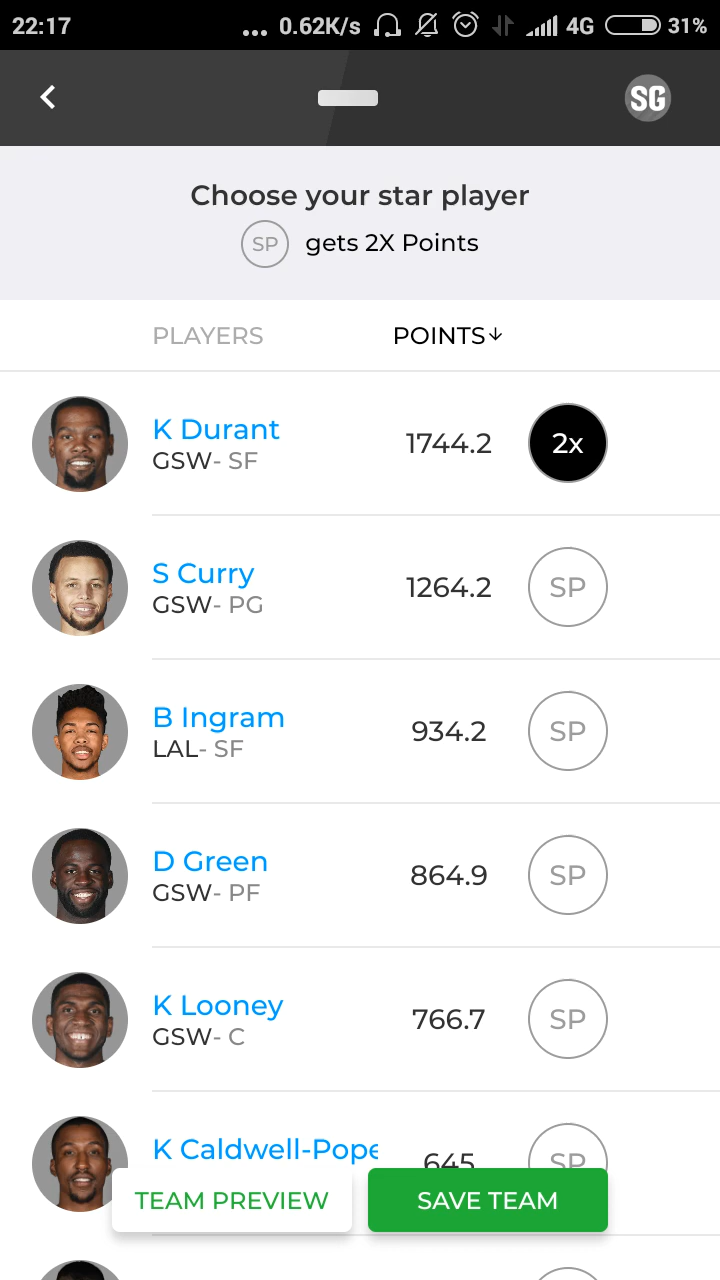 22:17 ... 0.62K/s 4G 31%
SG
Choose your star player
SP gets 2X Points
PLAYERS POINTS↓
K Durant
GSW- SF 1744.2 2x
S Curry
GSW- PG 1264.2 SP
B Ingram
LAL- SF 934.2 SP
D Green
GSW- PF 864.9 SP
K Looney
GSW- C 766.7 SP
K Caldwell-Pope 645 SP
TEAM PREVIEW SAVE TEAM